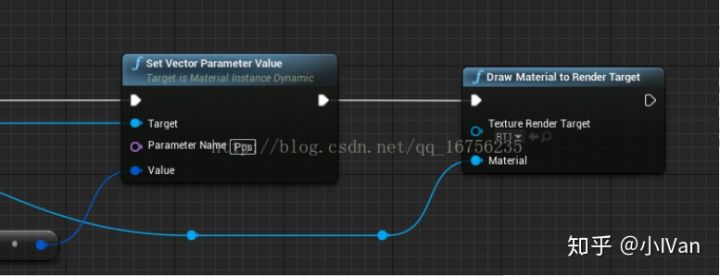 Set Vector Parameter Value
Target is Material Instance Dynamic
Target
Parameter Name Pps
Value
Draw Material to Render Target
Texture Render Target
RT1
Material
http://blog.csdn.net/qq_16756235
知乎 @小IVan